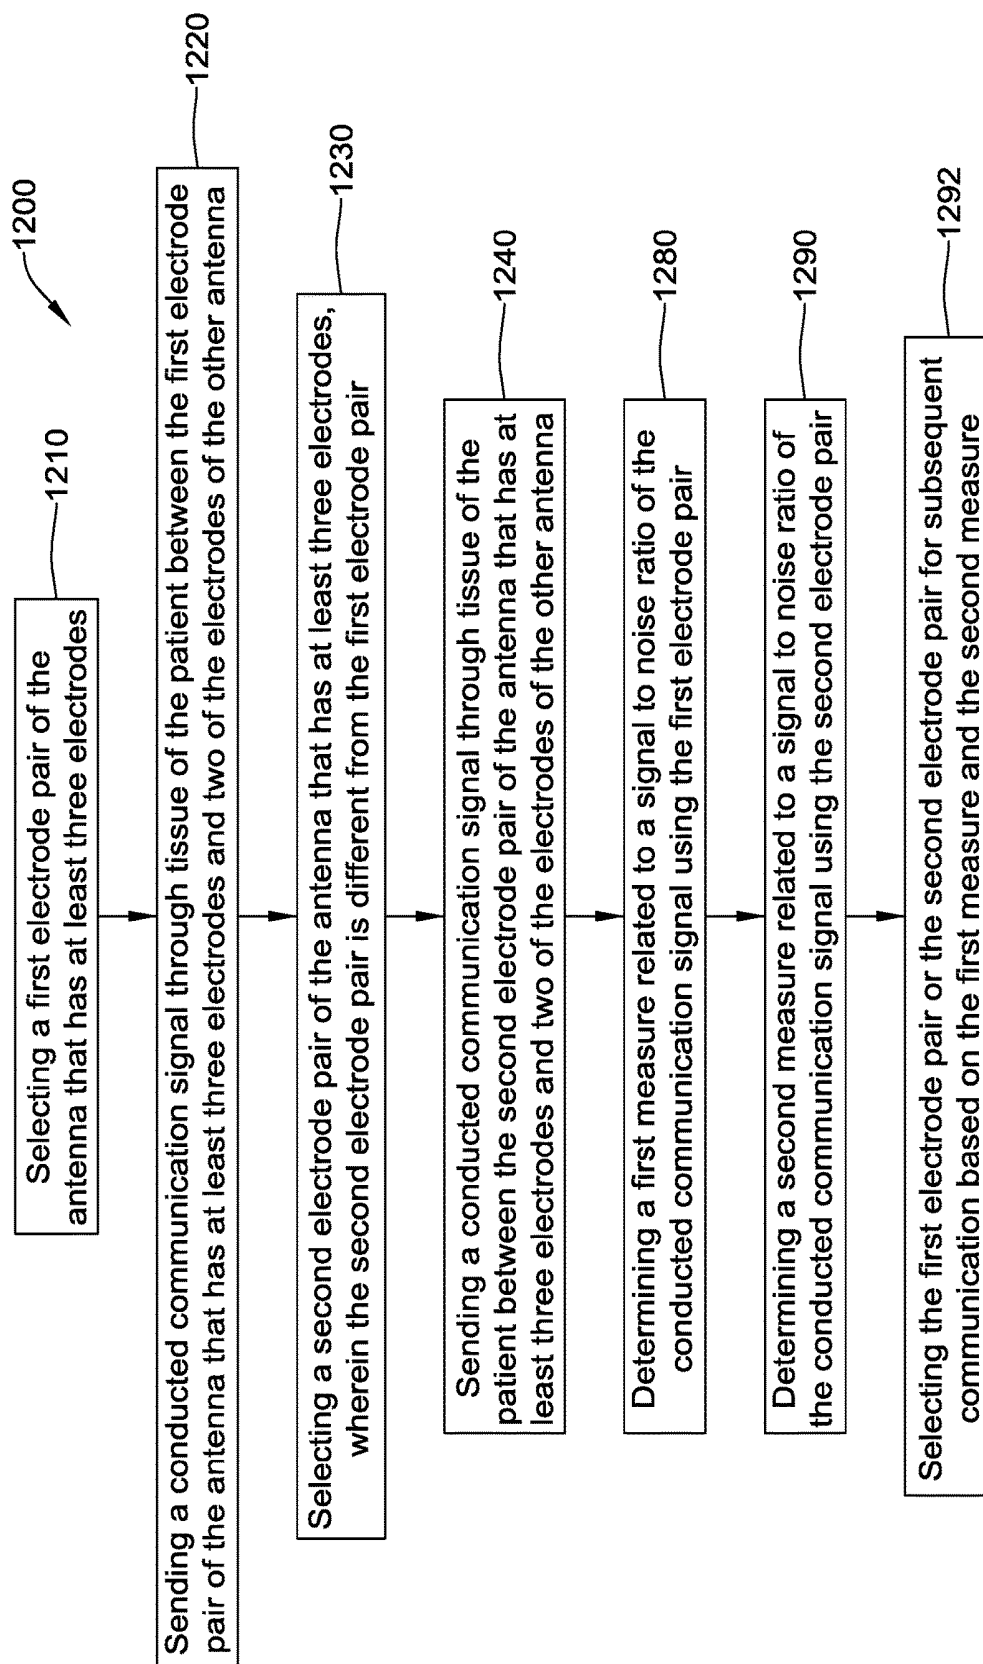 1200
Selecting a first electrode pair of the
antenna that has at least three electrodes
1210
Sending a conducted communication signal through tissue of the patient between the first electrode
pair of the antenna that has at least three electrodes and two of the electrodes of the other antenna
1220
Selecting a second electrode pair of the antenna that has at least three electrodes,
wherein the second electrode pair is different from the first electrode pair
1230
Sending a conducted communication signal through tissue of the
patient between the second electrode pair of the antenna that has at
least three electrodes and two of the electrodes of the other antenna
1240
Determining a first measure related to a signal to noise ratio of the
conducted communication signal using the first electrode pair
1280
Determining a second measure related to a signal to noise ratio of
the conducted communication signal using the second electrode pair
1290
Selecting the first electrode pair or the second electrode pair for subsequent
communication based on the first measure and the second measure
1292